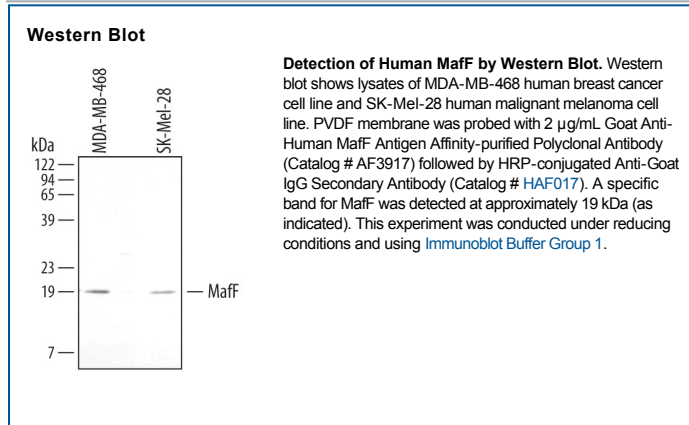 Western Blot
MDA-MB-468
SK-Mel-28
kDa
122
94
65
39
23
19
7
MafF
Detection of Human MafF by Western Blot. Western
blot shows lysates of MDA-MB-468 human breast cancer
cell line and SK-Mel-28 human malignant melanoma cell
line. PVDF membrane was probed with 2 µg/mL Goat Anti-
Human MafF Antigen Affinity-purified Polyclonal Antibody
(Catalog # AF3917) followed by HRP-conjugated Anti-Goat
IgG Secondary Antibody (Catalog # HAF017). A specific
band for MafF was detected at approximately 19 kDa (as
indicated). This experiment was conducted under reducing
conditions and using Immunoblot Buffer Group 1.